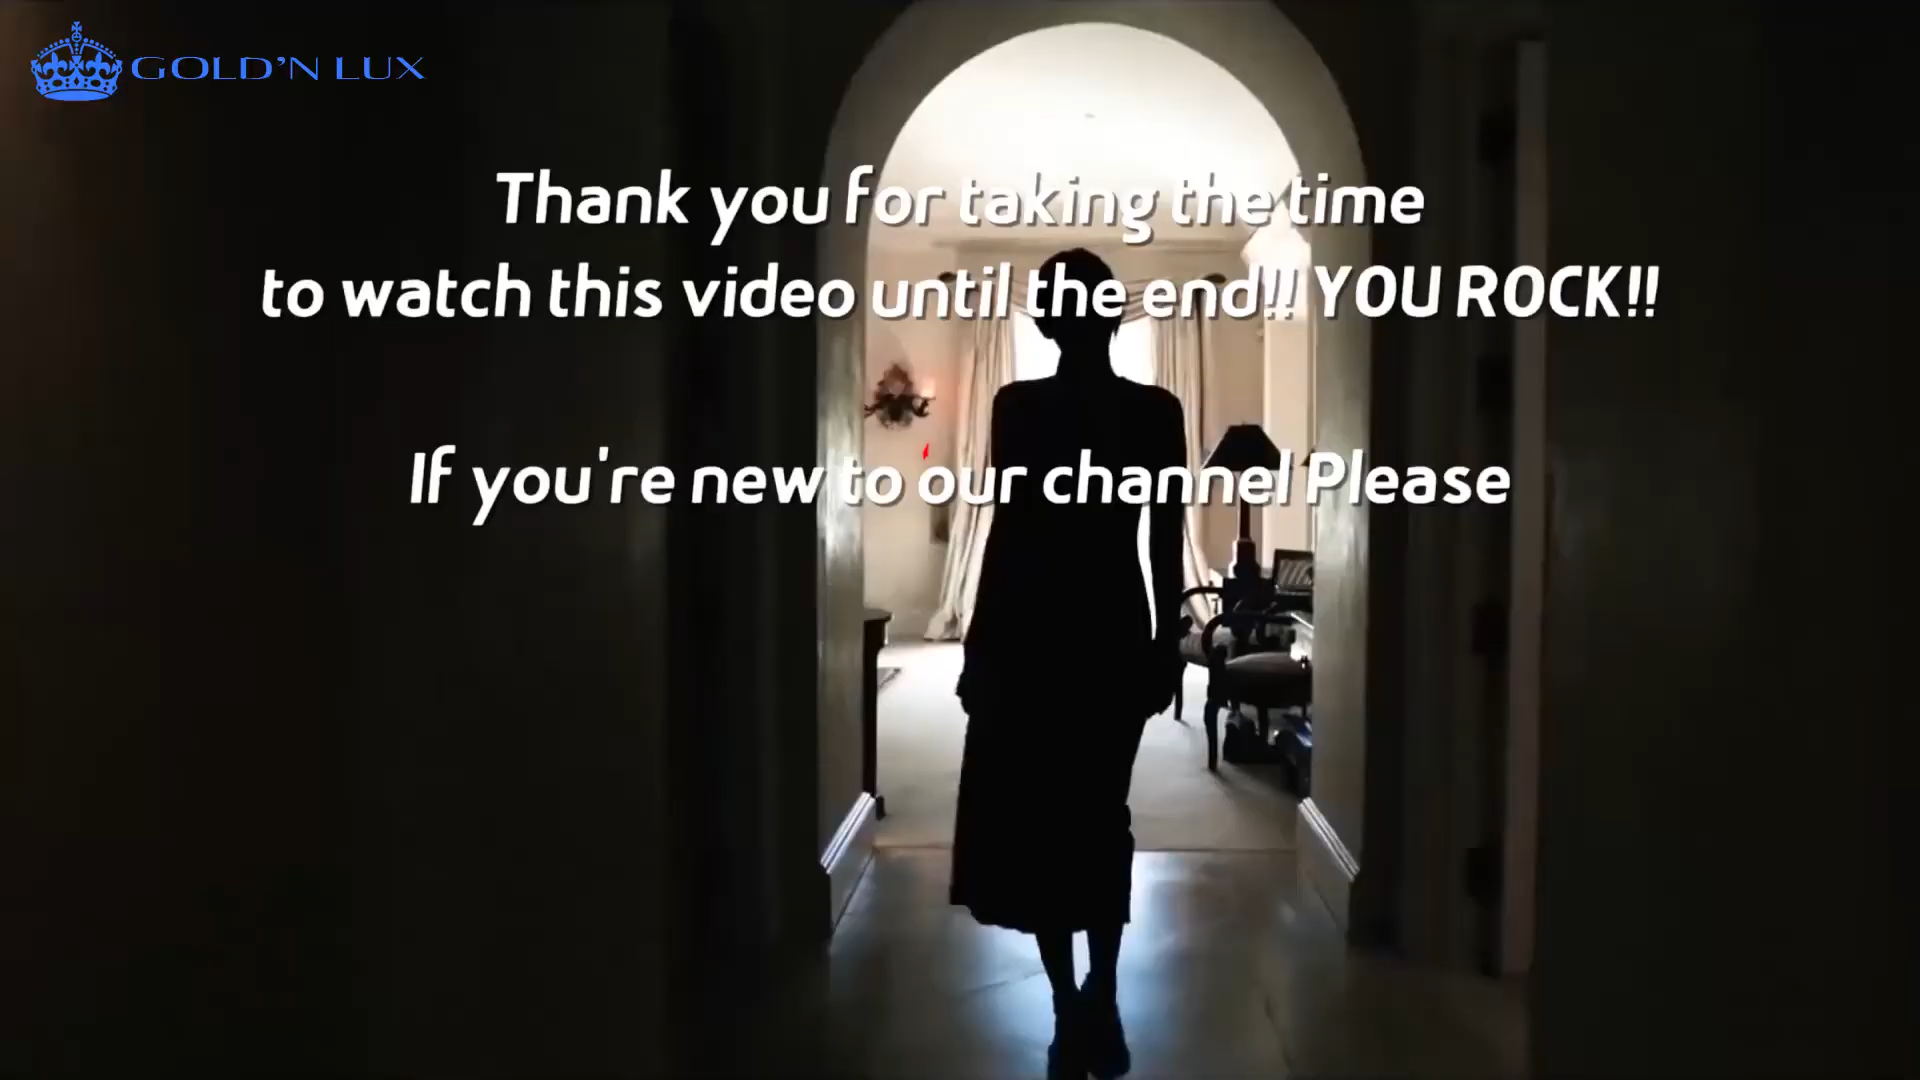 GOLD'N LUX
Thank you for taking the time
to watch this video until the end!!! YOU ROCK!!
If you're new to our channel Please